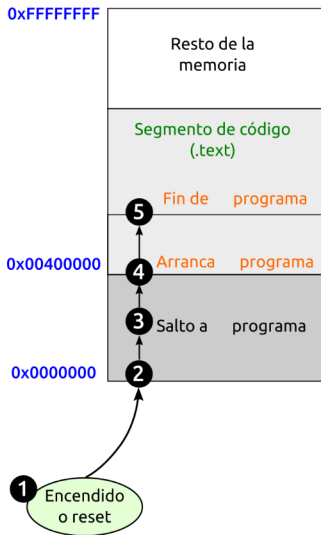 0xFFFFFFFF
Resto de la
memoria
Segmento de código
(.text)
Fin de programa
5
0x00400000
4
Arranca programa
3
Salto a programa
0x0000000
2
1
Encendido
o reset